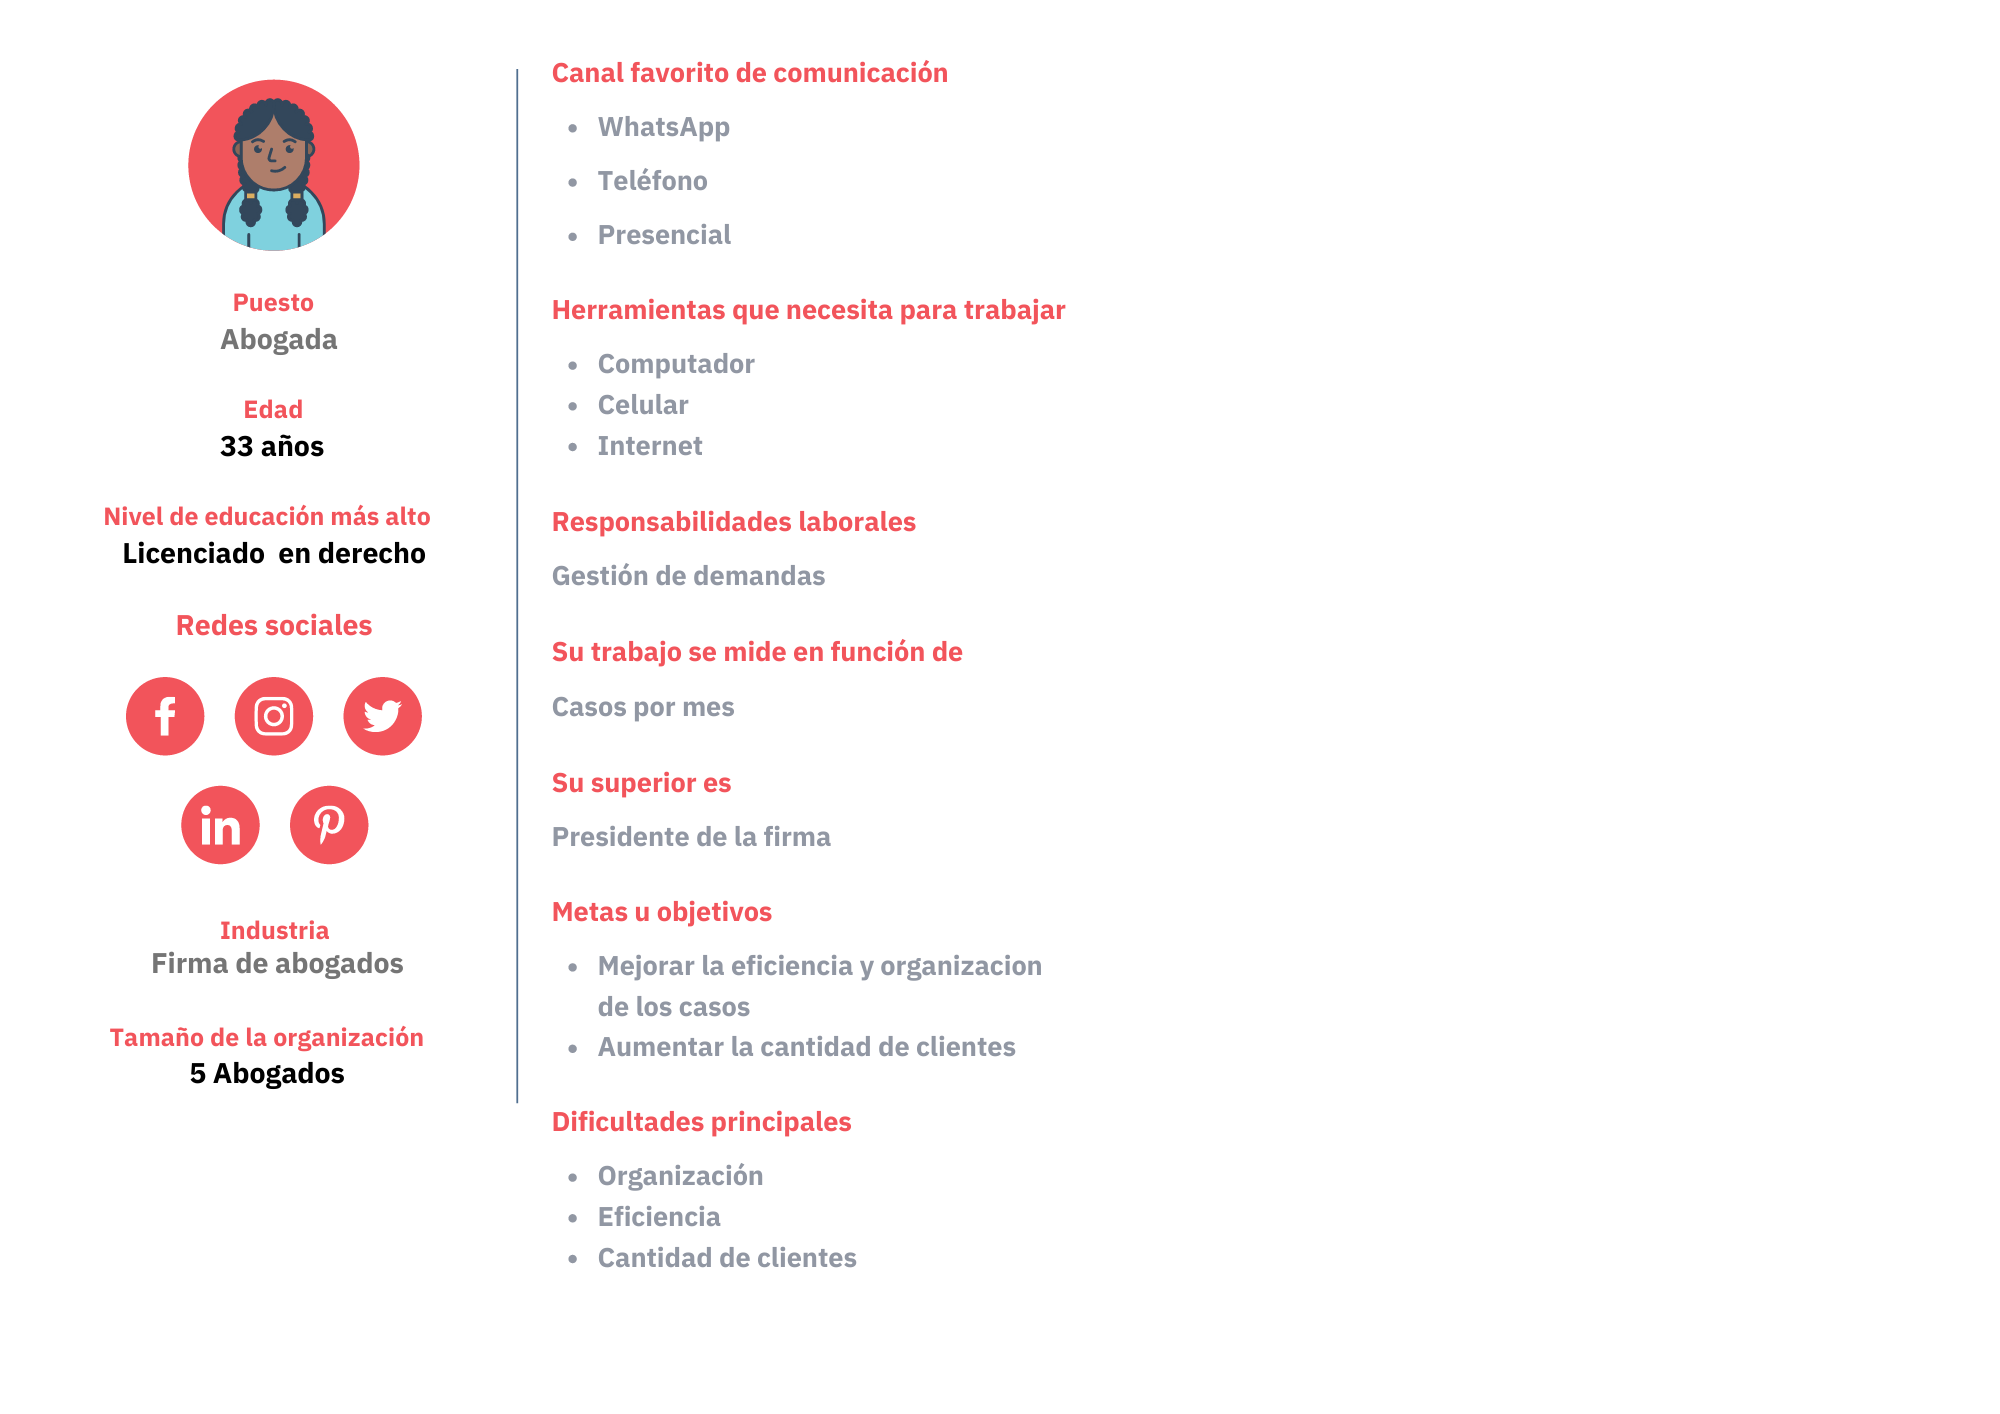 Puesto
Abogada
Edad
33 años
Nivel de educación más alto
Licenciado  en derecho
Redes sociales
Industria
Firma de abogados
Tamaño de la organización
5 Abogados
Canal favorito de comunicación
• WhatsApp
• Teléfono
• Presencial
Herramientas que necesita para trabajar
• Computador
• Celular
• Internet
Responsabilidades laborales
Gestión de demandas
Su trabajo se mide en función de
Casos por mes
Su superior es
Presidente de la firma
Metas u objetivos
• Mejorar la eficiencia y organizacion
de los casos
• Aumentar la cantidad de clientes
Dificultades principales
• Organización
• Eficiencia
• Cantidad de clientes